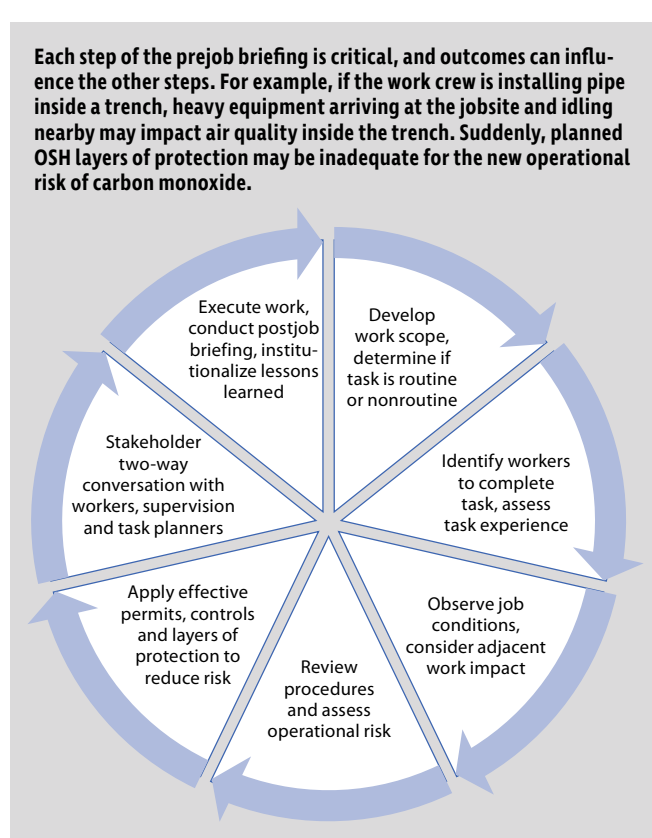 Each step of the prejob briefing is critical, and outcomes can influ-
ence the other steps. For example, if the work crew is installing pipe
inside a trench, heavy equipment arriving at the jobsite and idling
nearby may impact air quality inside the trench. Suddenly, planned
OSH layers of protection may be inadequate for the new operational
risk of carbon monoxide.
Develop
work scope,
determine if
task is routine
or nonroutine
Identify workers
to complete
task, assess
task experience
Observe job
conditions,
consider adjacent
work impact
Review
procedures
and assess
operational risk
Apply effective
permits, controls
and layers of
protection to
reduce risk
Stakeholder
two-way
conversation with
workers, supervision
and task planners
Execute work,
conduct postjob
briefing, institu-
tionalize lessons
learned